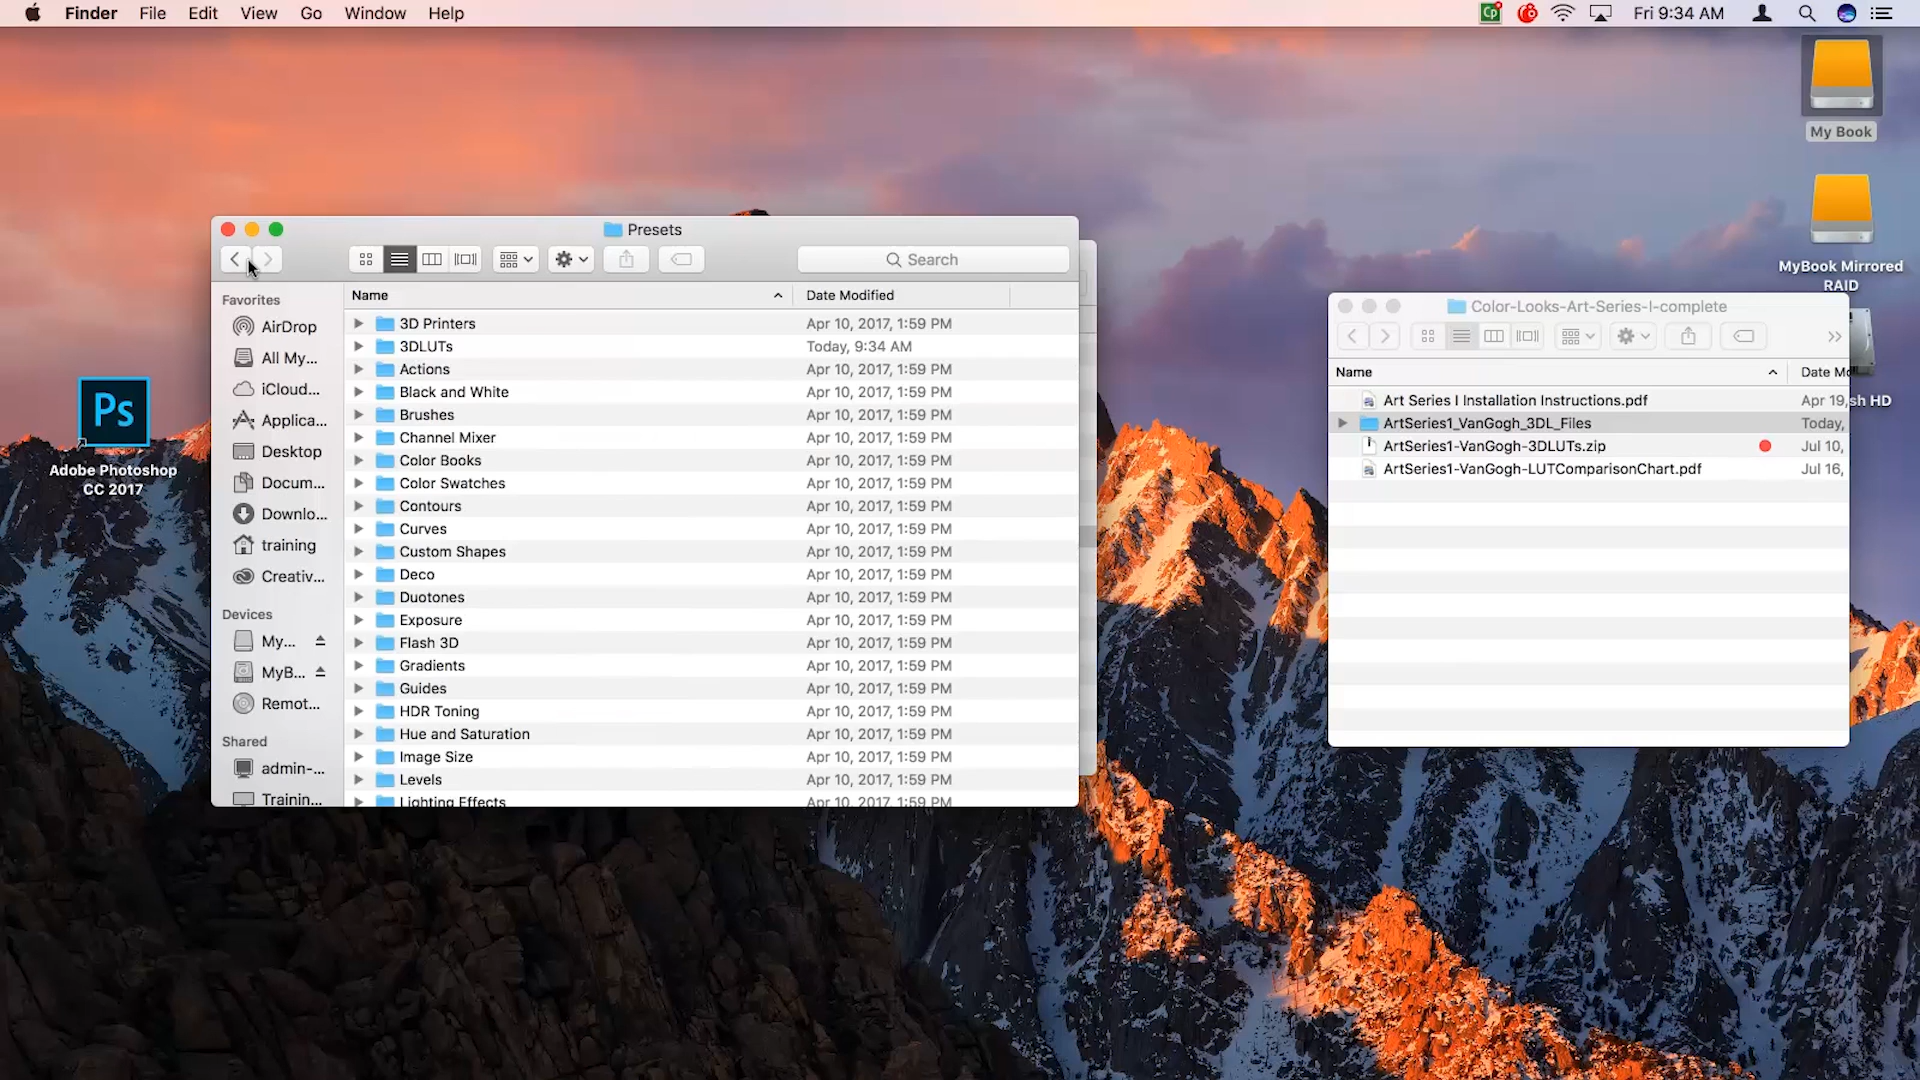 Finder File Edit View Go Window Help
Cp Fri 9:34 AM
My Book
MyBook Mirrored
RAID
sh HD
Ps
Adobe Photoshop
CC 2017
Presets
Search
Favorites
AirDrop
All My...
iCloud...
Applica...
Desktop
Docum...
Downlo...
training
Creativ...
Devices
My...
MyB...
Remot...
Shared
admin-...
Trainin...
Name Date Modified
3D Printers Apr 10, 2017, 1:59 PM
3DLUTs Today, 9:34 AM
Actions Apr 10, 2017, 1:59 PM
Black and White Apr 10, 2017, 1:59 PM
Brushes Apr 10, 2017, 1:59 PM
Channel Mixer Apr 10, 2017, 1:59 PM
Color Books Apr 10, 2017, 1:59 PM
Color Swatches Apr 10, 2017, 1:59 PM
Contours Apr 10, 2017, 1:59 PM
Curves Apr 10, 2017, 1:59 PM
Custom Shapes Apr 10, 2017, 1:59 PM
Deco Apr 10, 2017, 1:59 PM
Duotones Apr 10, 2017, 1:59 PM
Exposure Apr 10, 2017, 1:59 PM
Flash 3D Apr 10, 2017, 1:59 PM
Gradients Apr 10, 2017, 1:59 PM
Guides Apr 10, 2017, 1:59 PM
HDR Toning Apr 10, 2017, 1:59 PM
Hue and Saturation Apr 10, 2017, 1:59 PM
Image Size Apr 10, 2017, 1:59 PM
Levels Apr 10, 2017, 1:59 PM
Lighting Effects Apr 10, 2017, 1:59 PM
Color-Looks-Art-Series-I-complete
Name Date Mo
Art Series I Installation Instructions.pdf Apr 19,
ArtSeries1_VanGogh_3DL_Files Today,
ArtSeries1-VanGogh-3DLUTs.zip Jul 10,
ArtSeries1-VanGogh-LUTComparisonChart.pdf Jul 16,